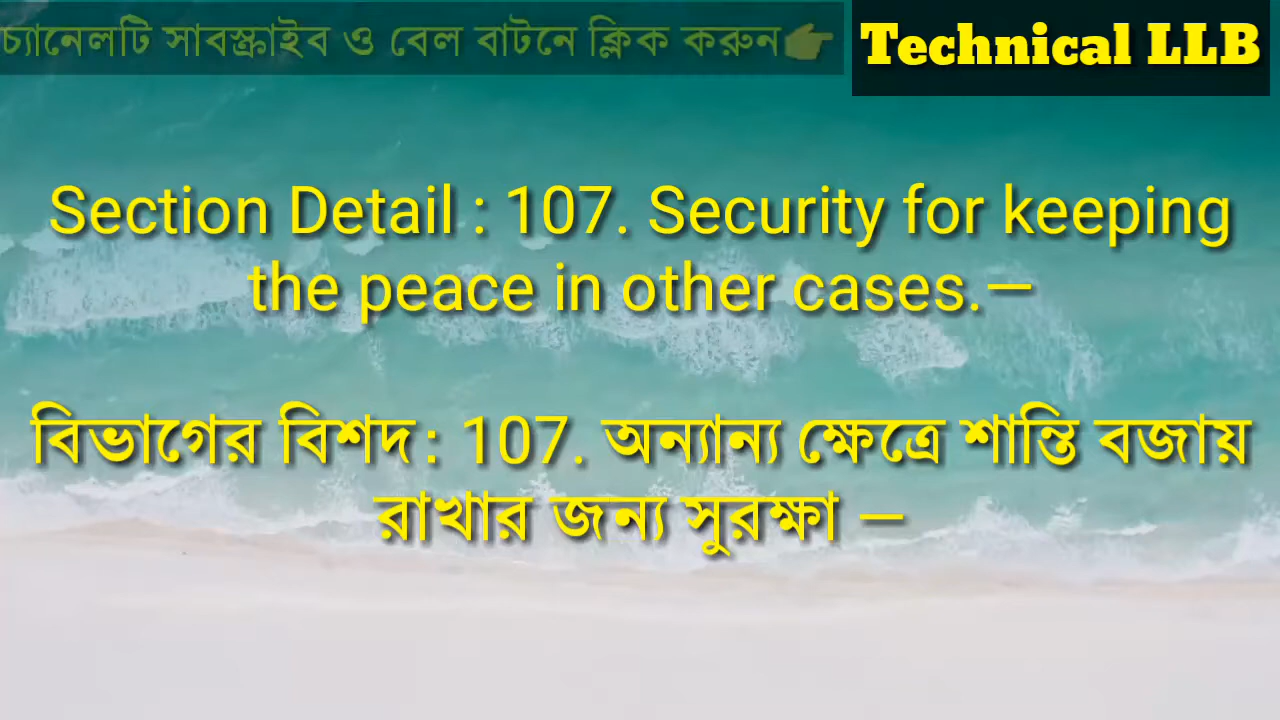 চ্যানেলটি সাবস্ক্রাইব ও বেল বাটনে ক্লিক করুন👉
Technical LLB
Section Detail : 107. Security for keeping
the peace in other cases.—
বিভাগের বিশদ : 107. অন্যান্য ক্ষেত্রে শান্তি বজায়
রাখার জন্য সুরক্ষা —